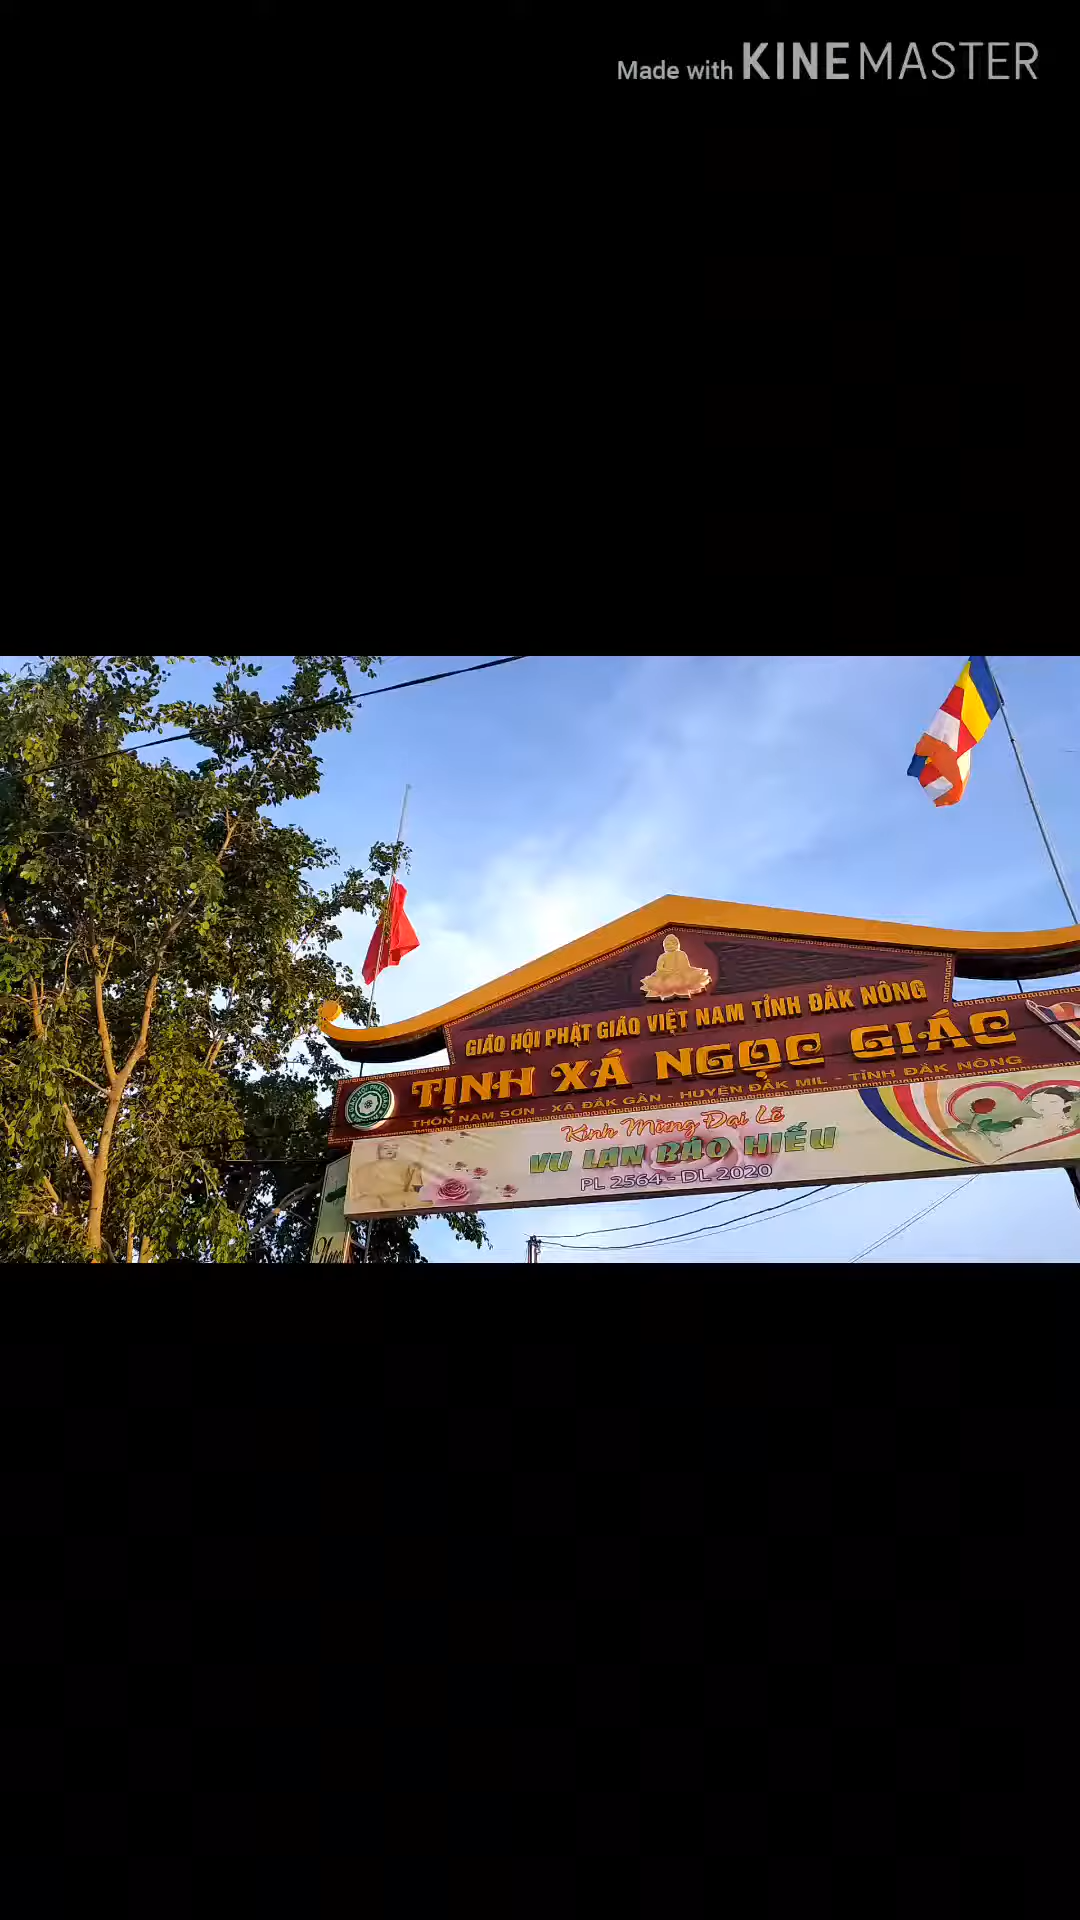 Made with KINEMASTER
GIÁO HỘI PHẬT GIÁO VIỆT NAM TỈNH ĐẮK NÔNG
TỊNH XÁ NGỌC GIÁC
THÔN NAM SƠN - XÃ ĐẮK GẰN - HUYỆN ĐẮK MIL - TỈNH ĐẮK NÔNG
Kính Mừng Đại Lễ
VU LAN BÁO HIẾU
PL 2564 - DL 2020